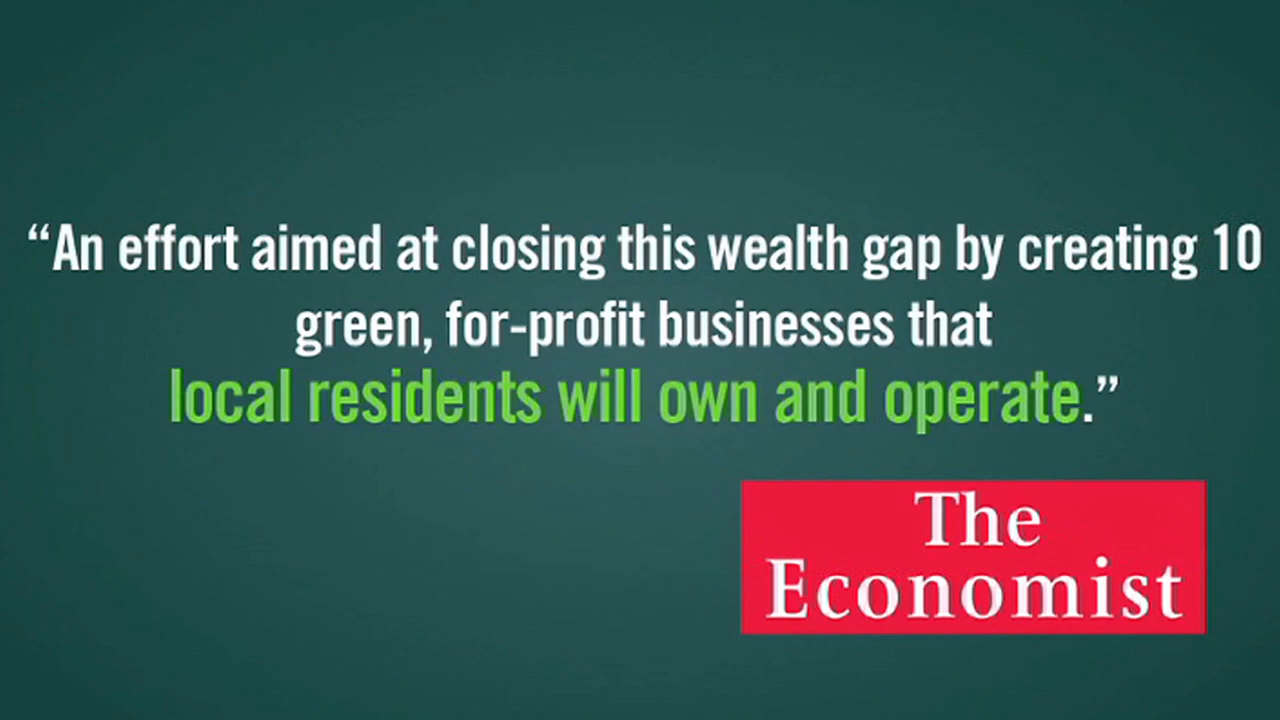 “An effort aimed at closing this wealth gap by creating 10
green, for-profit businesses that
local residents will own and operate.”
The
Economist